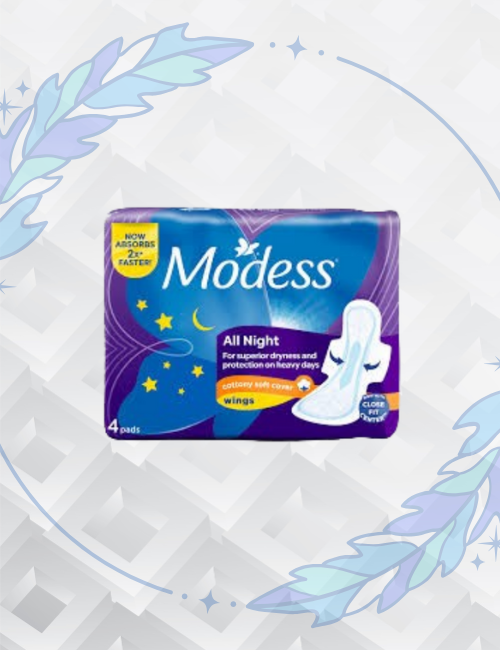 NOW
ABSORBS
2x*
FASTER!
Modess
All Night
For superior dryness and
protection on heavy days
cottony soft cover
wings
CLOSE
FIT
4 pads